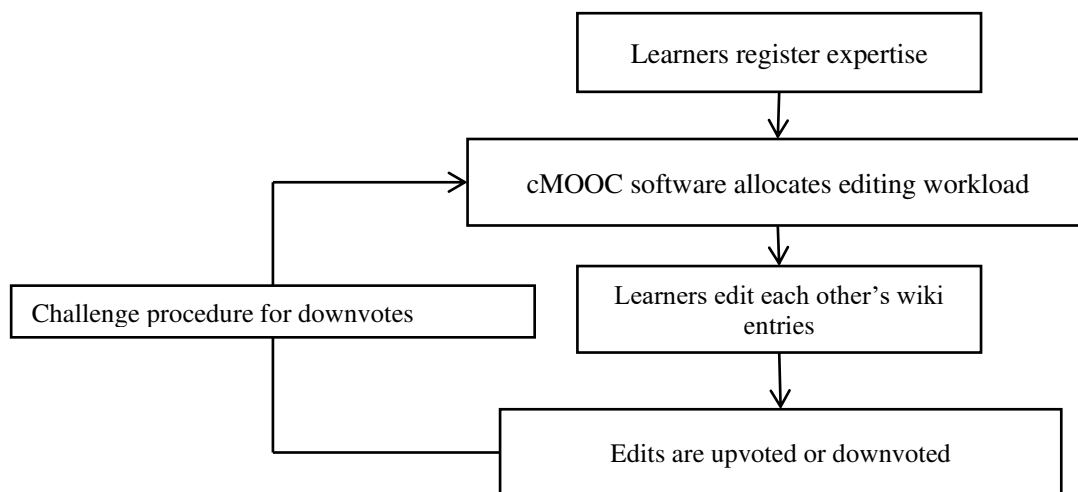 Learners register expertise
cMOOC software allocates editing workload
Learners edit each other’s wiki
entries
Challenge procedure for downvotes
Edits are upvoted or downvoted